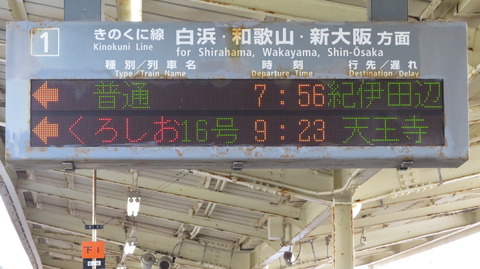 1 きのくに線 白浜・和歌山・新大阪 方面
Kinokuni Line for Shirahama, Wakayama, Shin-Osaka
種別/列車名 時刻 行先/遅れ
Type/Train Name Departure Time Destination/Delay
← 普通 7:56 紀伊田辺
← くろしお16号 9:23 天王寺
下1